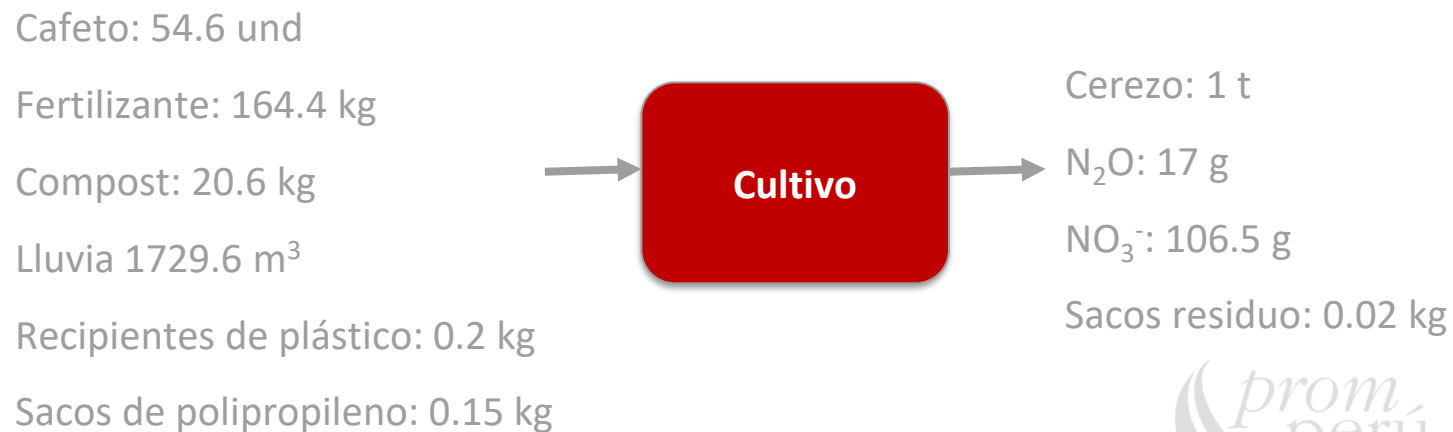 Cafeto: 54.6 und
Fertilizante: 164.4 kg
Compost: 20.6 kg
Lluvia 1729.6 m³
Recipientes de plástico: 0.2 kg
Sacos de polipropileno: 0.15 kg
Cultivo
Cerezo: 1 t
N₂O: 17 g
NO₃⁻: 106.5 g
Sacos residuo: 0.02 kg
prom
perú